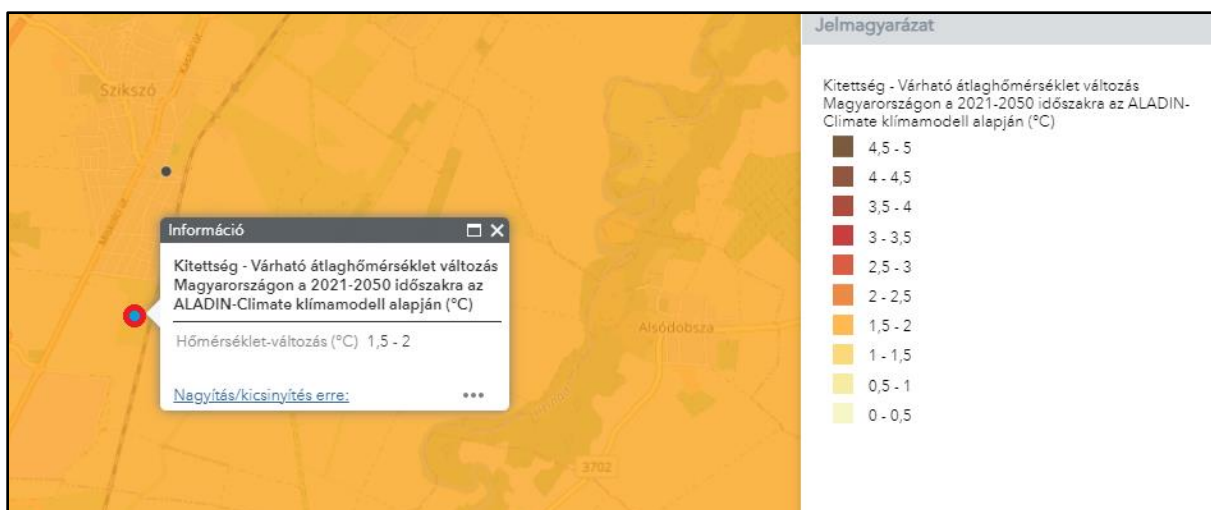 Szikszó
Miskolci út
Alsódobsza
3702
Információ
Kitettség - Várható átlaghőmérséklet változás
Magyarországon a 2021-2050 időszakra az
ALADIN-Climate klímamodell alapján (°C)
Hőmérséklet-változás (°C) 1,5 - 2
Nagyítás/kicsinyítés erre:
Jelmagyarázat
Kitettség - Várható átlaghőmérséklet változás
Magyarországon a 2021-2050 időszakra az ALADIN-
Climate klímamodell alapján (°C)
4,5 - 5
4 - 4,5
3,5 - 4
3 - 3,5
2,5 - 3
2 - 2,5
1,5 - 2
1 - 1,5
0,5 - 1
0 - 0,5